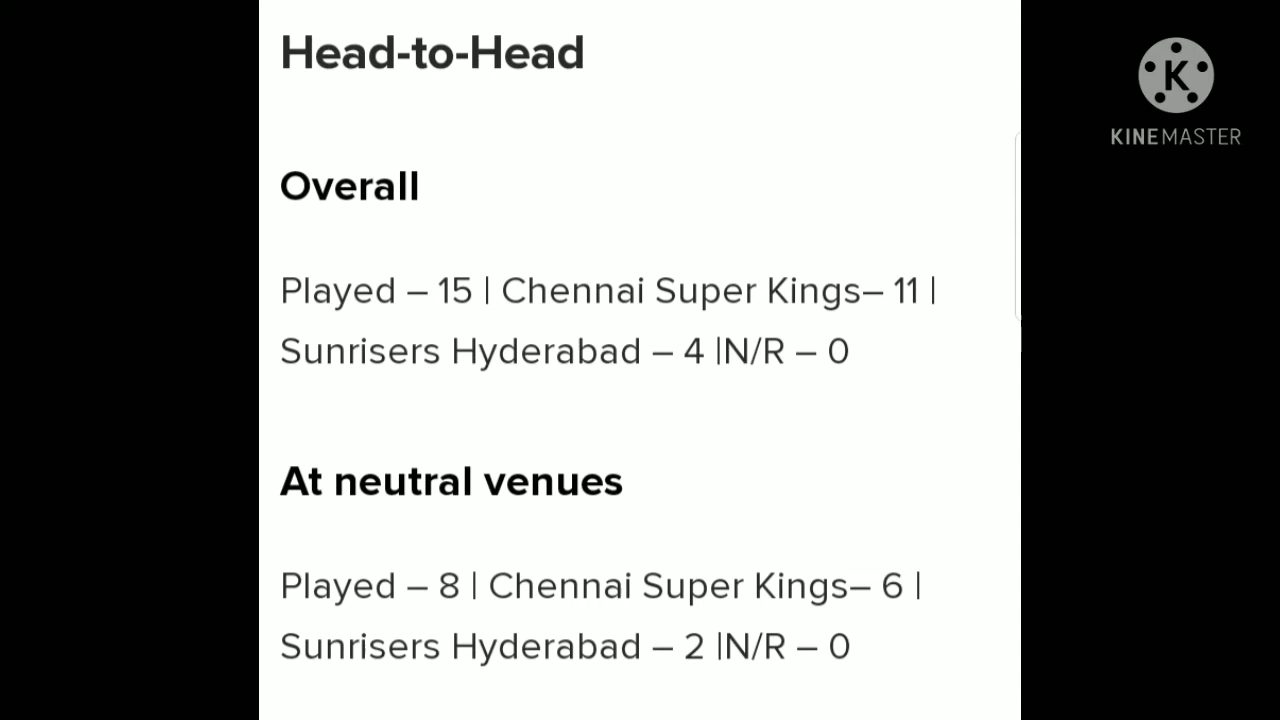 Head-to-Head
KINEMASTER
Overall
Played – 15 | Chennai Super Kings– 11 |
Sunrisers Hyderabad – 4 |N/R – 0
At neutral venues
Played – 8 | Chennai Super Kings– 6 |
Sunrisers Hyderabad – 2 |N/R – 0